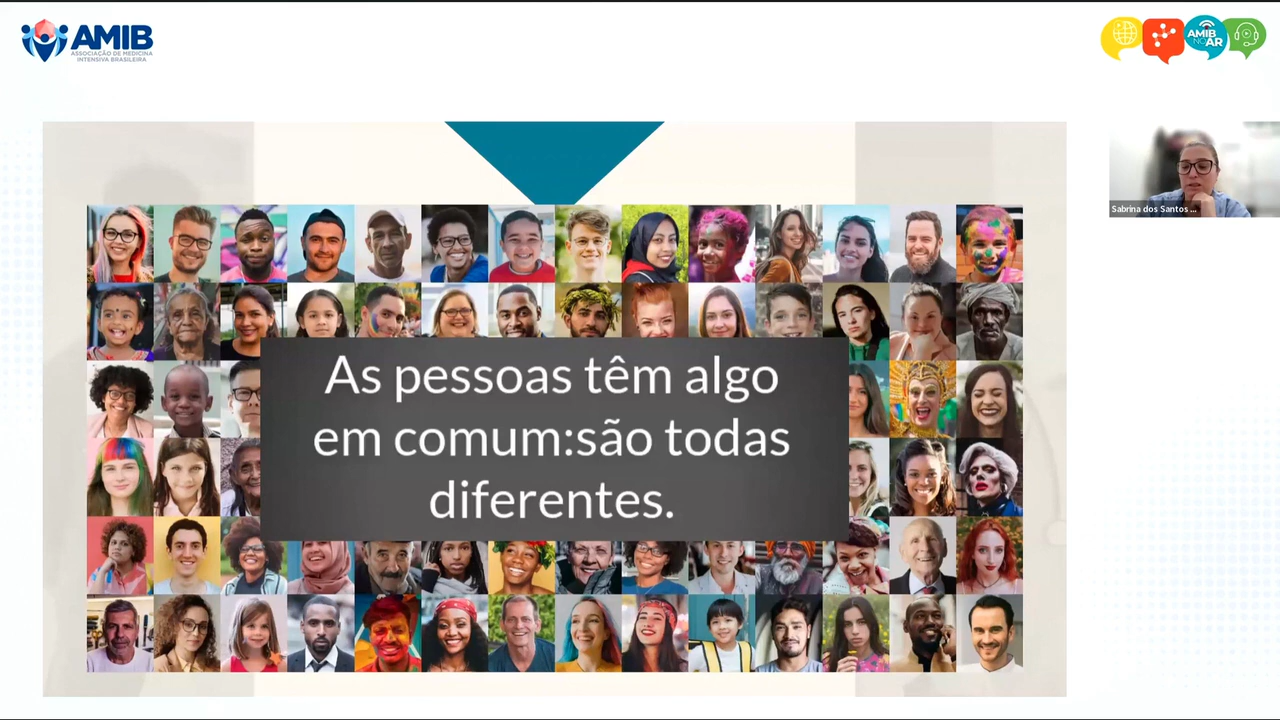 AMIB
ASSOCIAÇÃO DE MEDICINA
INTENSIVA BRASILEIRA
AMIB
NO AR
Sabrina dos Santos ...
As pessoas têm algo
em comum:são todas
diferentes.